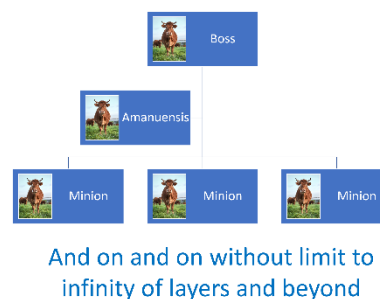 Boss
Amanuensis
Minion Minion Minion
And on and on without limit to
infinity of layers and beyond